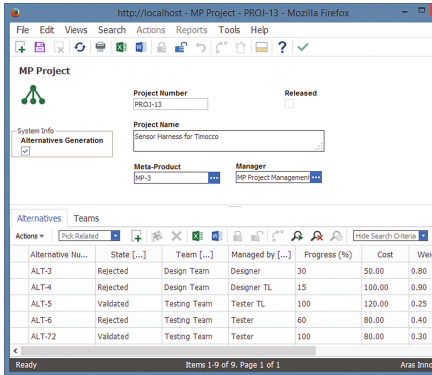 http://localhost - MP Project - PROJ-13 - Mozilla Firefox
File Edit Views Search Actions Reports Tools Help
MP Project
Project Number
PROJ-13
Released
System Info
Alternatives Generation
Project Name
Sensor Harness for Timocco
Meta-Product
MP-3
Manager
MP Project Management
Alternatives Teams
Actions Pick Related Hide Search Criteria
Alternative Nu... State [...] Team [...] Managed by [...] Progress (%) Cost Wei
ALT-3 Rejected Design Team Designer 30 50.00 0.80
ALT-4 Rejected Design Team Designer TL 15 100.00 0.90
ALT-5 Validated Testing Team Tester TL 100 120.00 0.25
ALT-6 Rejected Testing Team Tester 60 80.00 0.40
ALT-72 Validated Testing Team Tester 100 80.00 0.30
Ready Items 1-9 of 9. Page 1 of 1 Aras Inno